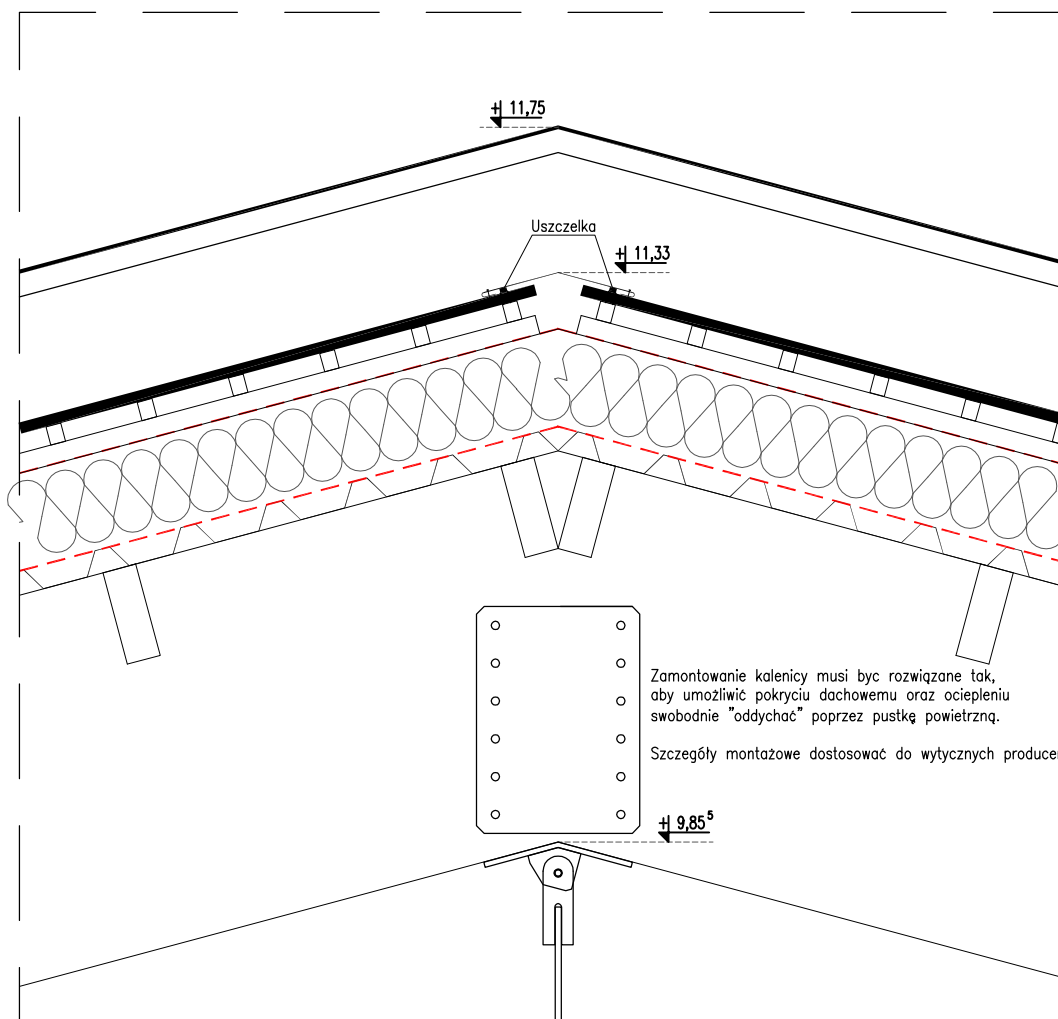 + 11,75
Uszczelka
+ 11,33
Zamontowanie kalenicy musi byc rozwiązane tak,
aby umożliwić pokryciu dachowemu oraz ociepleniu
swobodnie "oddychać" poprzez pustkę powietrzną.
Szczegóły montażowe dostosować do wytycznych producen
+ 9,85⁵